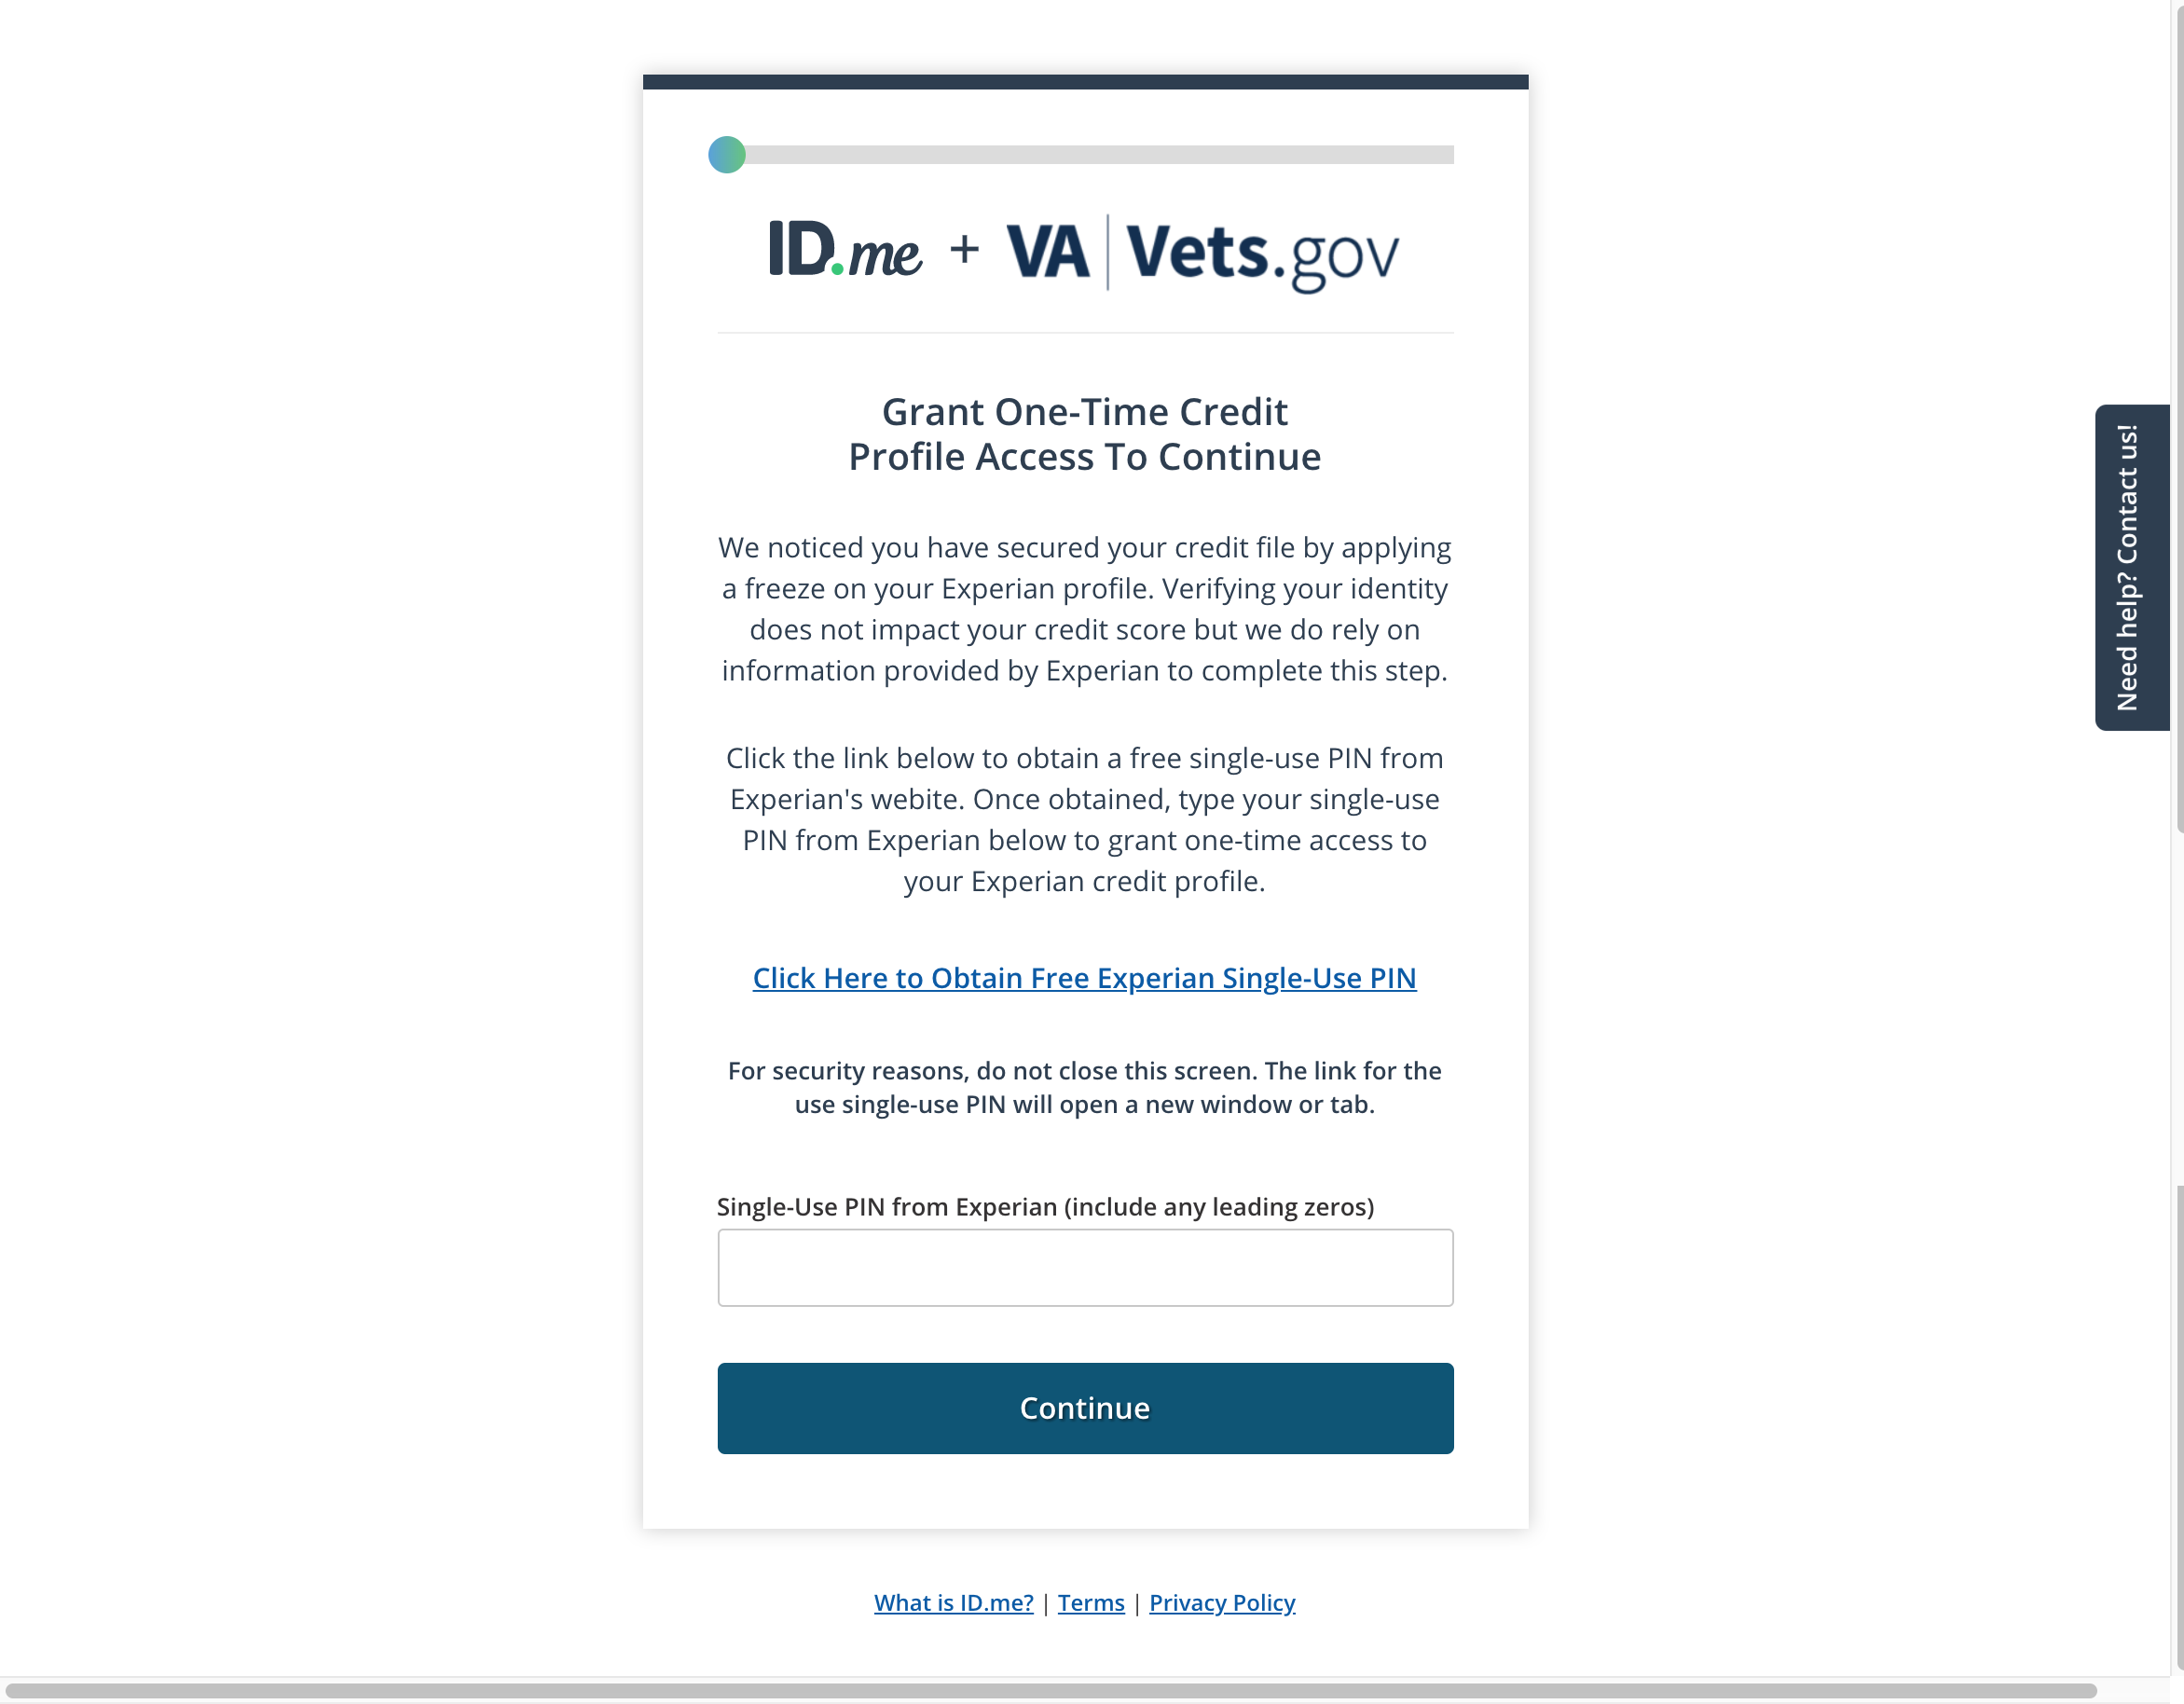 ID.me + VA | Vets.gov
Grant One-Time Credit
Profile Access To Continue
We noticed you have secured your credit file by applying
a freeze on your Experian profile. Verifying your identity
does not impact your credit score but we do rely on
information provided by Experian to complete this step.
Click the link below to obtain a free single-use PIN from
Experian's webite. Once obtained, type your single-use
PIN from Experian below to grant one-time access to
your Experian credit profile.
Click Here to Obtain Free Experian Single-Use PIN
For security reasons, do not close this screen. The link for the
use single-use PIN will open a new window or tab.
Single-Use PIN from Experian (include any leading zeros)
Continue
What is ID.me? | Terms | Privacy Policy
Need help? Contact us!